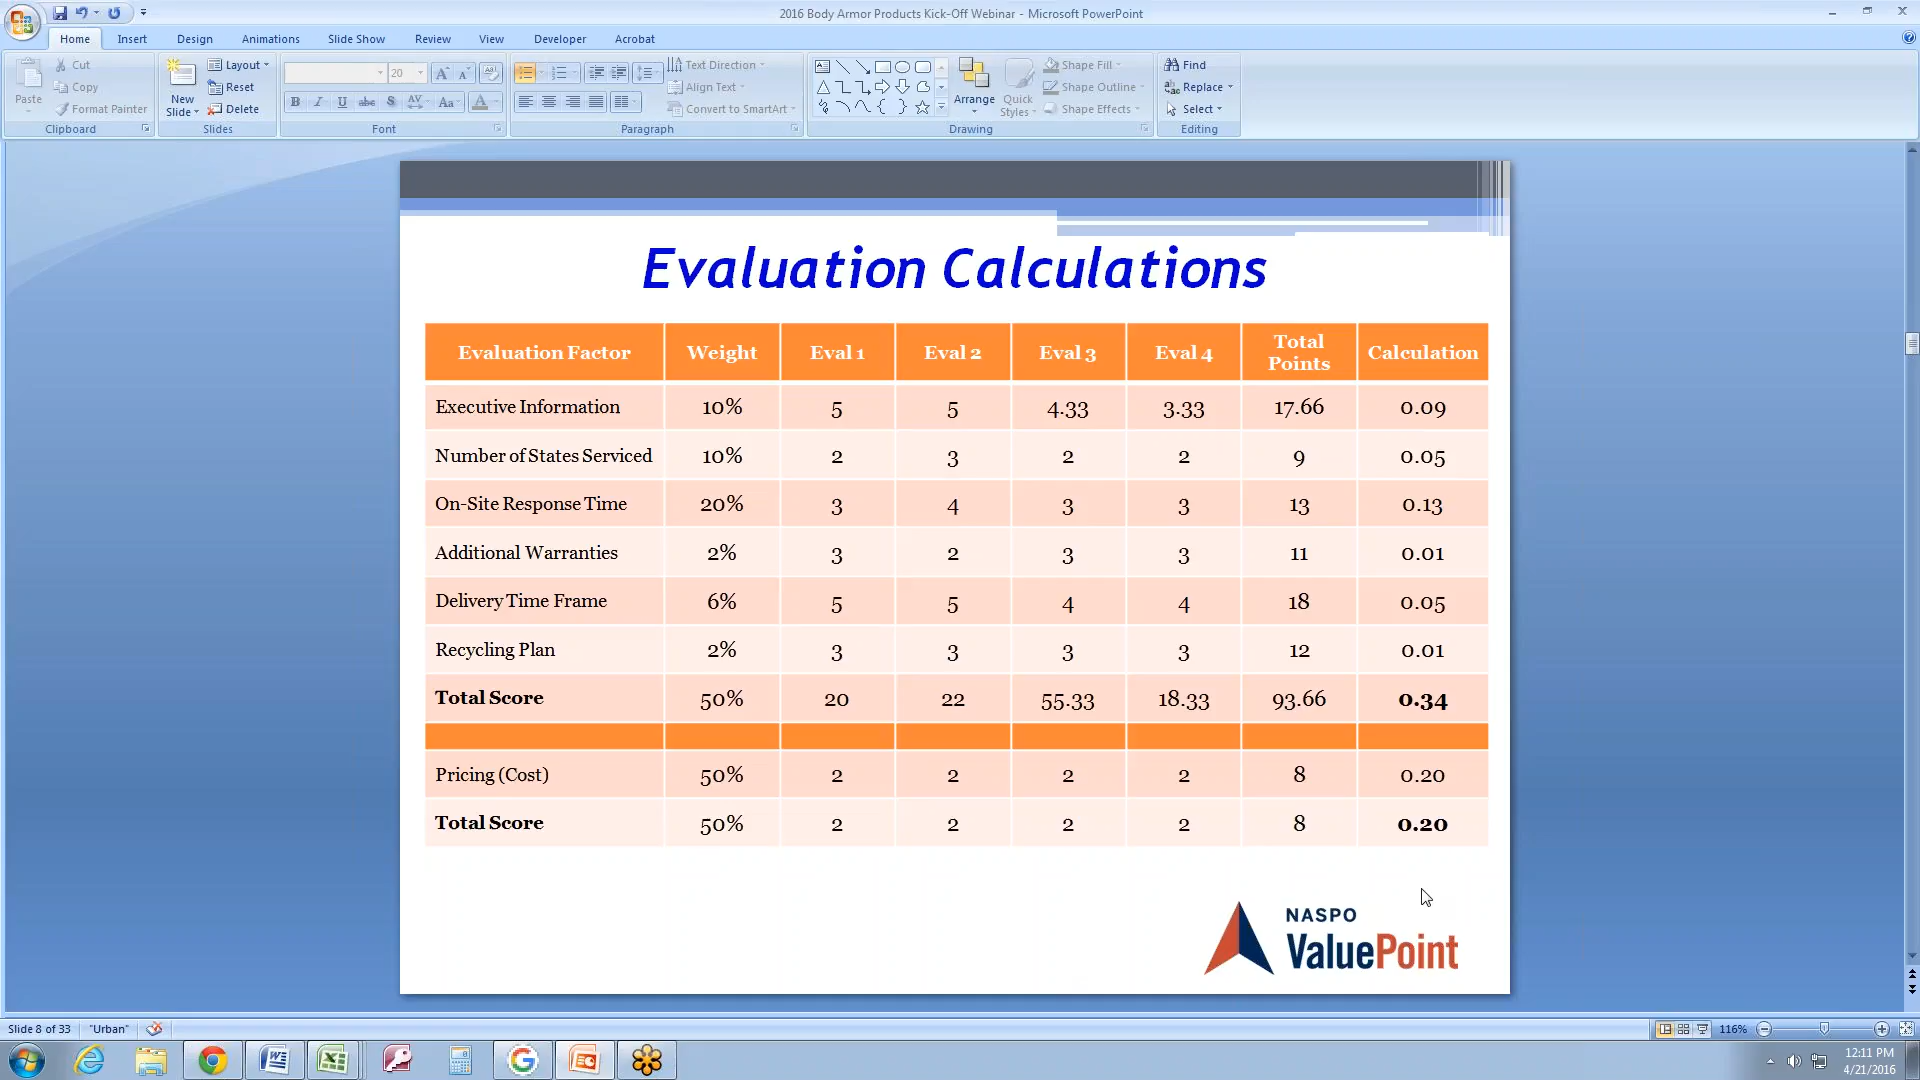 2016 Body Armor Products Kick-Off Webinar - Microsoft PowerPoint
Home Insert Design Animations Slide Show Review View Developer Acrobat
Paste Cut Copy Format Painter Clipboard
New Slide Layout Reset Delete Slides
20 B I U abc S AV Aa A Font
Text Direction Align Text Convert to SmartArt Paragraph
Arrange Quick Styles Shape Fill Shape Outline Shape Effects Drawing
Find Replace Select Editing
Evaluation Calculations
Evaluation Factor Weight Eval 1 Eval 2 Eval 3 Eval 4 Total Points Calculation
Executive Information 10% 5 5 4.33 3.33 17.66 0.09
Number of States Serviced 10% 2 3 2 2 9 0.05
On-Site Response Time 20% 3 4 3 3 13 0.13
Additional Warranties 2% 3 2 3 3 11 0.01
Delivery Time Frame 6% 5 5 4 4 18 0.05
Recycling Plan 2% 3 3 3 3 12 0.01
Total Score 50% 20 22 55.33 18.33 93.66 0.34
Pricing (Cost) 50% 2 2 2 2 8 0.20
Total Score 50% 2 2 2 2 8 0.20
NASPO
ValuePoint
Slide 8 of 33 "Urban" 116%
12:11 PM
4/21/2016